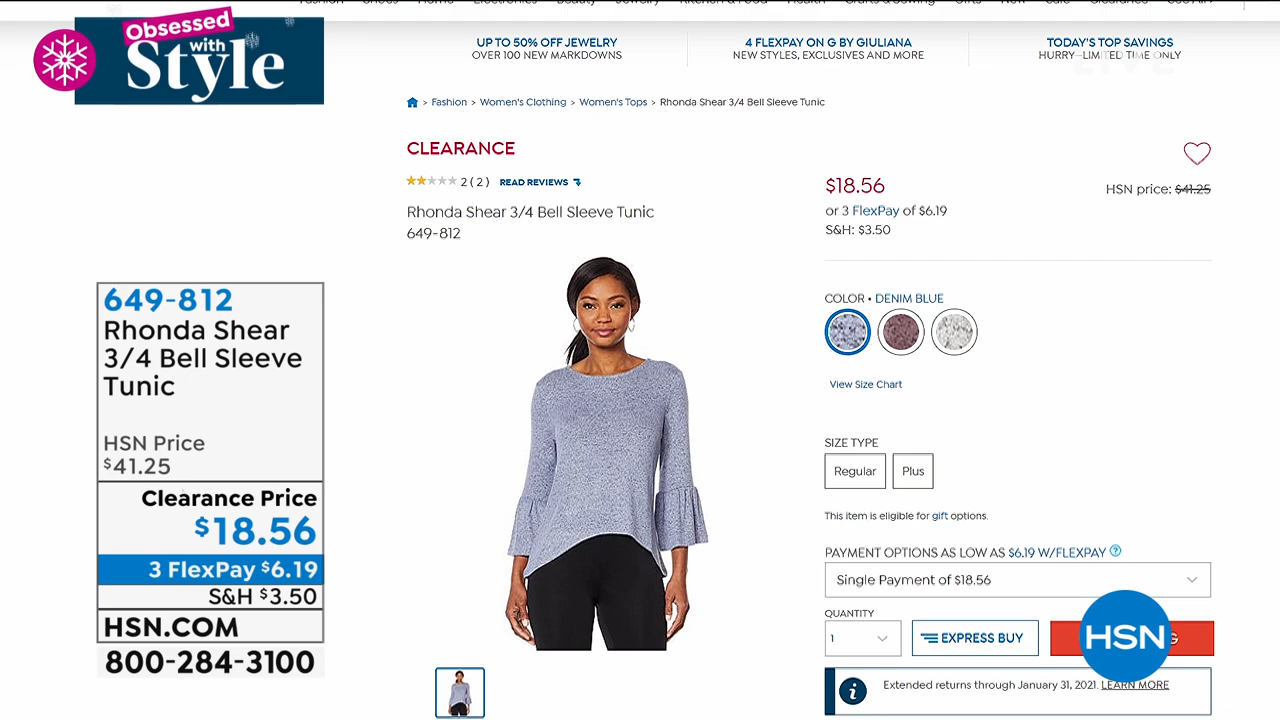 Obsessed
with
Style
UP TO 50% OFF JEWELRY
OVER 100 NEW MARKDOWNS
4 FLEXPAY ON G BY GIULIANA
NEW STYLES, EXCLUSIVES AND MORE
TODAY'S TOP SAVINGS
HURRY—LIMITED TIME ONLY
> Fashion > Women's Clothing > Women's Tops > Rhonda Shear 3/4 Bell Sleeve Tunic
CLEARANCE
2 ( 2 ) READ REVIEWS
Rhonda Shear 3/4 Bell Sleeve Tunic
649-812
$18.56
HSN price: $41.25
or 3 FlexPay of $6.19
S&H: $3.50
COLOR • DENIM BLUE
View Size Chart
SIZE TYPE
Regular
Plus
This item is eligible for gift options.
PAYMENT OPTIONS AS LOW AS $6.19 W/FLEXPAY ?
Single Payment of $18.56
QUANTITY
1
EXPRESS BUY
HSN
i
Extended returns through January 31, 2021. LEARN MORE
649-812
Rhonda Shear
3/4 Bell Sleeve
Tunic
HSN Price
$41.25
Clearance Price
$18.56
3 FlexPay $6.19
S&H $3.50
HSN.COM
800-284-3100